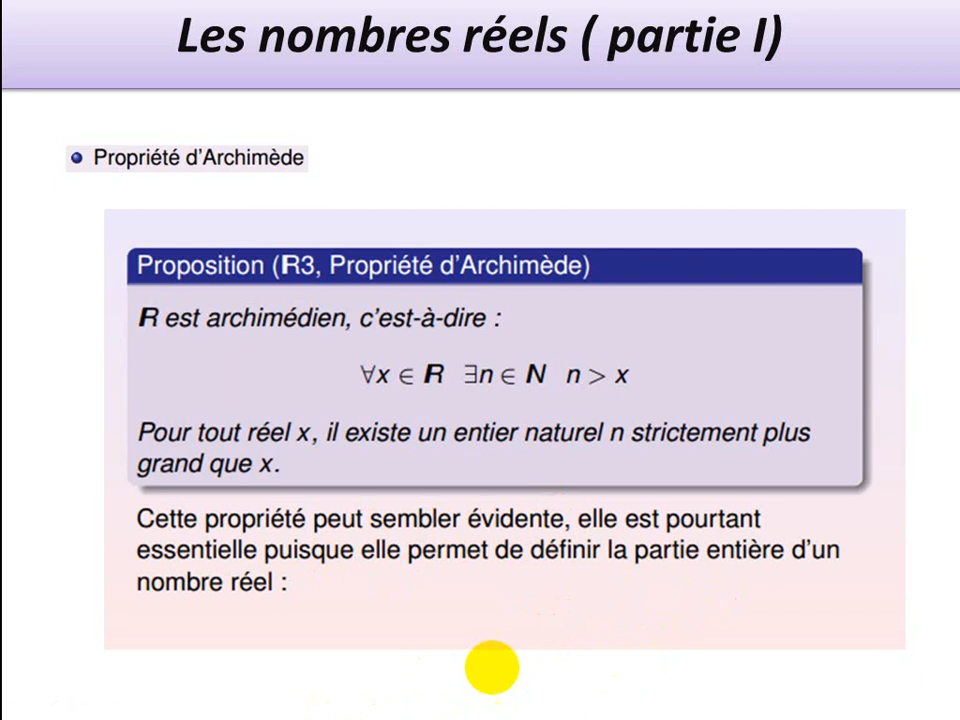 Les nombres réels ( partie I)
Propriété d'Archimède
Proposition (R3, Propriété d'Archimède)
R est archimédien, c'est-à-dire :
∀x ∈ R ∃n ∈ N n > x
Pour tout réel x, il existe un entier naturel n strictement plus
grand que x.
Cette propriété peut sembler évidente, elle est pourtant
essentielle puisque elle permet de définir la partie entière d'un
nombre réel :